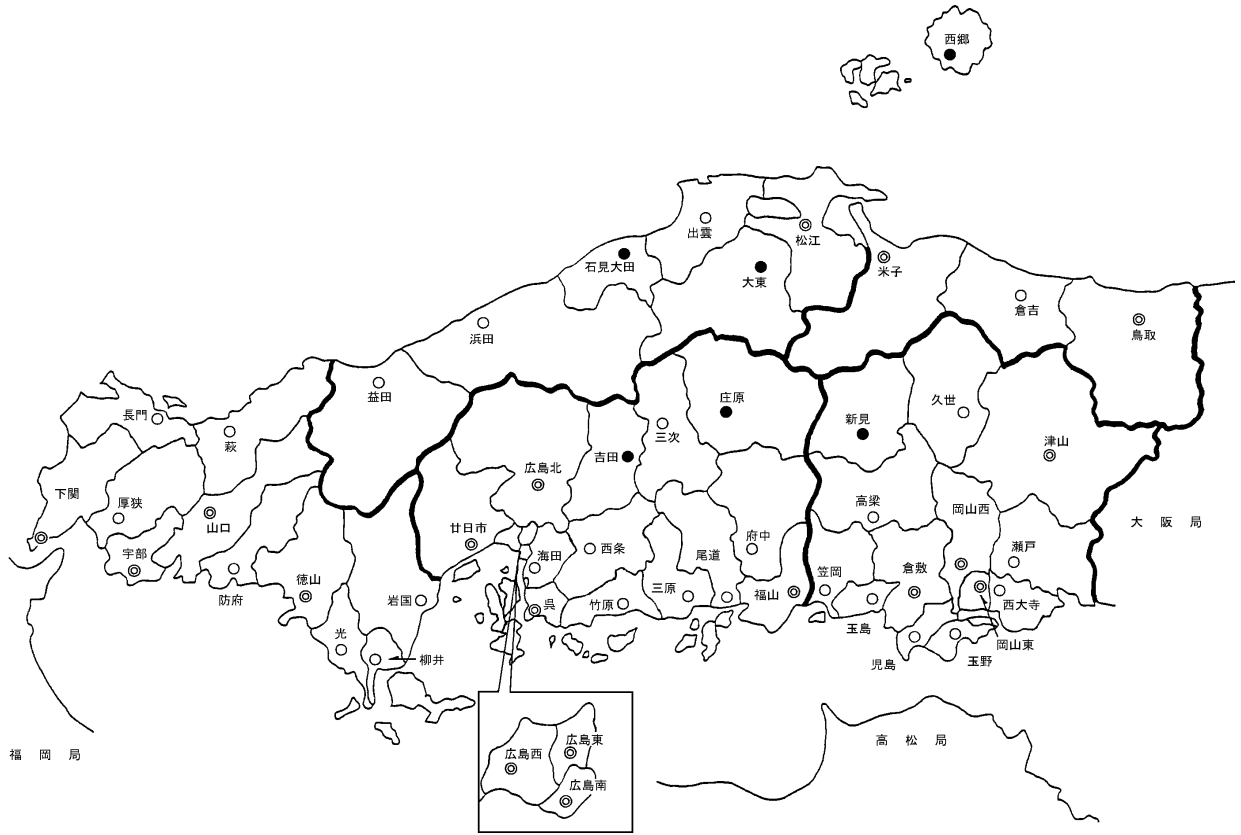 西郷
出雲
松江
石見大田
大東
米子
倉吉
鳥取
浜田
益田
庄原
新見
久世
長門
萩
三次
津山
吉田
広島北
下関
厚狭
山口
高梁
岡山西
大阪局
廿日市
宇部
海田
西条
府中
瀬戸
尾道
徳山
笠岡
倉敷
防府
岩国
呉
竹原
三原
福山
西大寺
光
玉島
岡山東
柳井
児島
玉野
福岡局
高松局
広島東
広島西
広島南